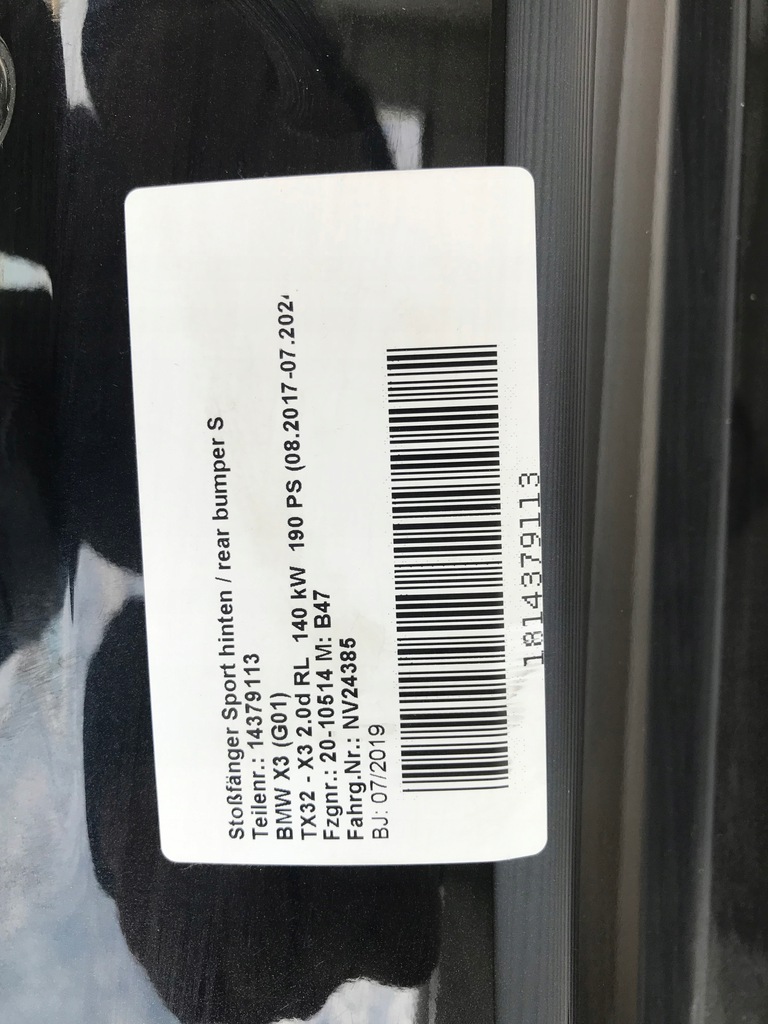 Stoßfänger Sport hinten / rear bumper S
Teilenr.: 14379113
BMW X3 (G01)
TX32 - X3 2.0d RL 140 kW 190 PS (08.2017-07.202
Fzgnr.: 20-10514 M: B47
Fahrg.Nr.: NV24385
BJ: 07/2019
1814379113